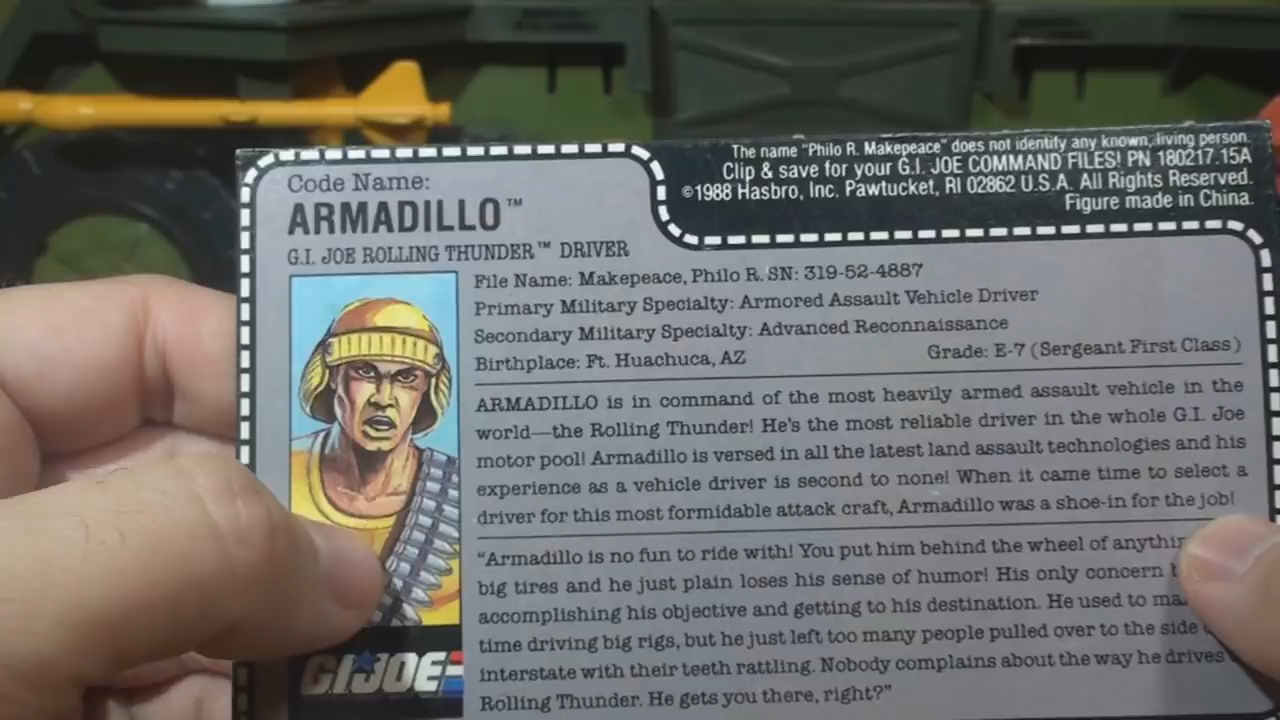 The name "Philo R. Makepeace" does not identify any known, living person.
Clip & save for your G.I. JOE COMMAND FILES! PN 180217.15A
©1988 Hasbro, Inc. Pawtucket, RI 02862 U.S.A. All Rights Reserved.
Figure made in China.
Code Name:
ARMADILLO™
G.I. JOE ROLLING THUNDER™ DRIVER
File Name: Makepeace, Philo R. SN: 319-52-4887
Primary Military Specialty: Armored Assault Vehicle Driver
Secondary Military Specialty: Advanced Reconnaissance
Birthplace: Ft. Huachuca, AZ Grade: E-7 (Sergeant First Class)
ARMADILLO is in command of the most heavily armed assault vehicle in the
world—the Rolling Thunder! He's the most reliable driver in the whole G.I. Joe
motor pool! Armadillo is versed in all the latest land assault technologies and his
experience as a vehicle driver is second to none! When it came time to select a
driver for this most formidable attack craft, Armadillo was a shoe-in for the job!
"Armadillo is no fun to ride with! You put him behind the wheel of
big tires and he just plain loses his sense of humor! His only concern
accomplishing his objective and getting to his destination. He used to
time driving big rigs, but he just left too many people pulled over to the side
interstate with their teeth rattling. Nobody complains about the way he drives
Rolling Thunder. He gets you there, right?"
GI JOE